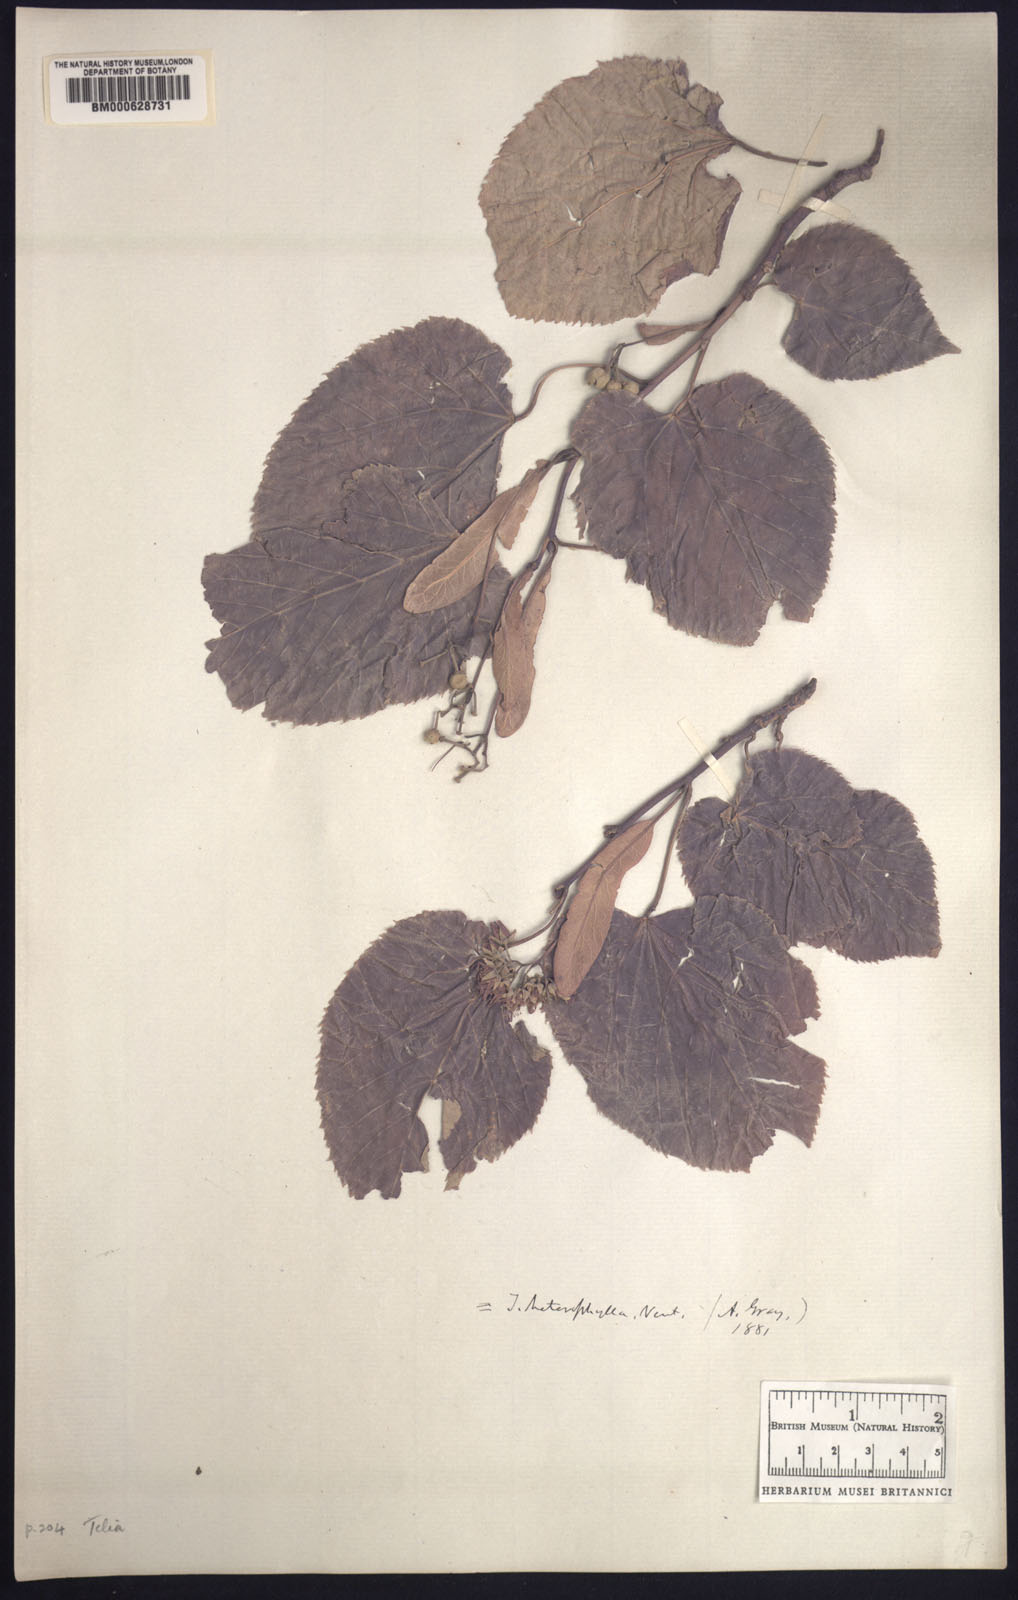 THE NATURAL HISTORY MUSEUM, LONDON
DEPARTMENT OF BOTANY
BM000628731
= T. heterophylla, Vent. (A. Gray,)
1881
1 2
BRITISH MUSEUM (NATURAL HISTORY)
1 2 3 4 5
HERBARIUM MUSEI BRITANNICI
p. 204 Telia